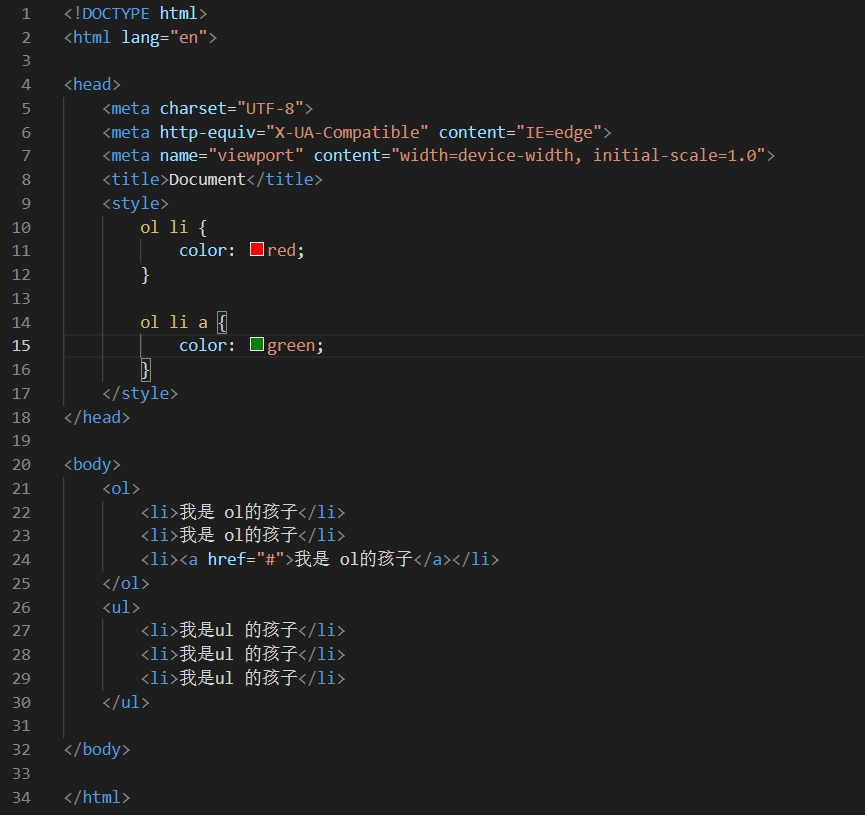 1 <!DOCTYPE html>
2 <html lang="en">
3
4 <head>
5     <meta charset="UTF-8">
6     <meta http-equiv="X-UA-Compatible" content="IE=edge">
7     <meta name="viewport" content="width=device-width, initial-scale=1.0">
8     <title>Document</title>
9     <style>
10         ol li {
11             color: red;
12         }
13
14         ol li a {
15             color: green;
16         }
17     </style>
18 </head>
19
20 <body>
21     <ol>
22         <li>我是 ol的孩子</li>
23         <li>我是 ol的孩子</li>
24         <li><a href="#">我是 ol的孩子</a></li>
25     </ol>
26     <ul>
27         <li>我是ul 的孩子</li>
28         <li>我是ul 的孩子</li>
29         <li>我是ul 的孩子</li>
30     </ul>
31
32 </body>
33
34 </html>